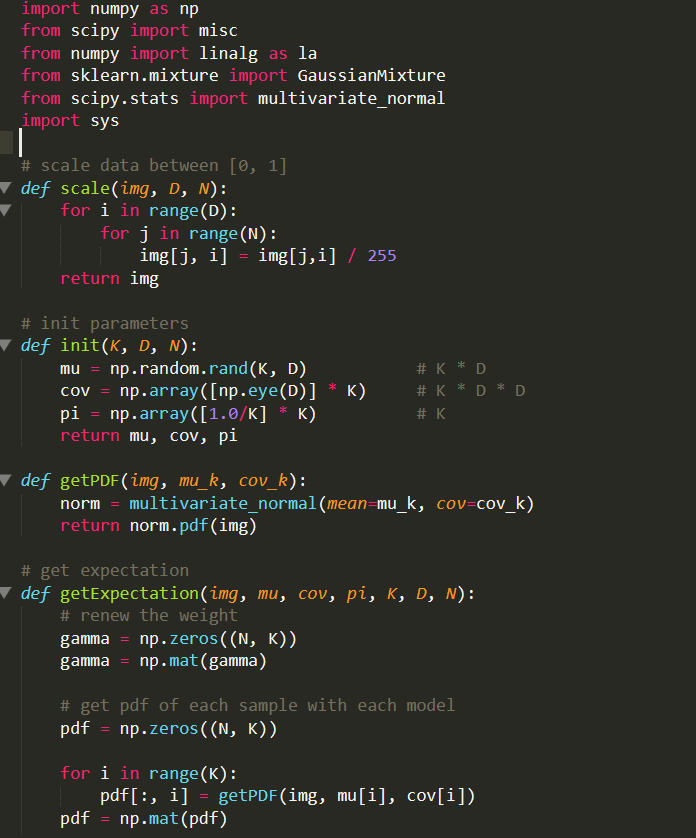 import numpy as np
from scipy import misc
from numpy import linalg as la
from sklearn.mixture import GaussianMixture
from scipy.stats import multivariate_normal
import sys

# scale data between [0, 1]
def scale(img, D, N):
    for i in range(D):
        for j in range(N):
            img[j, i] = img[j,i] / 255
    return img

# init parameters
def init(K, D, N):
    mu = np.random.rand(K, D)           # K * D
    cov = np.array([np.eye(D)] * K)     # K * D * D
    pi = np.array([1.0/K] * K)          # K
    return mu, cov, pi

def getPDF(img, mu_k, cov_k):
    norm = multivariate_normal(mean=mu_k, cov=cov_k)
    return norm.pdf(img)

# get expectation
def getExpectation(img, mu, cov, pi, K, D, N):
    # renew the weight
    gamma = np.zeros((N, K))
    gamma = np.mat(gamma)

    # get pdf of each sample with each model
    pdf = np.zeros((N, K))

    for i in range(K):
        pdf[:, i] = getPDF(img, mu[i], cov[i])
    pdf = np.mat(pdf)